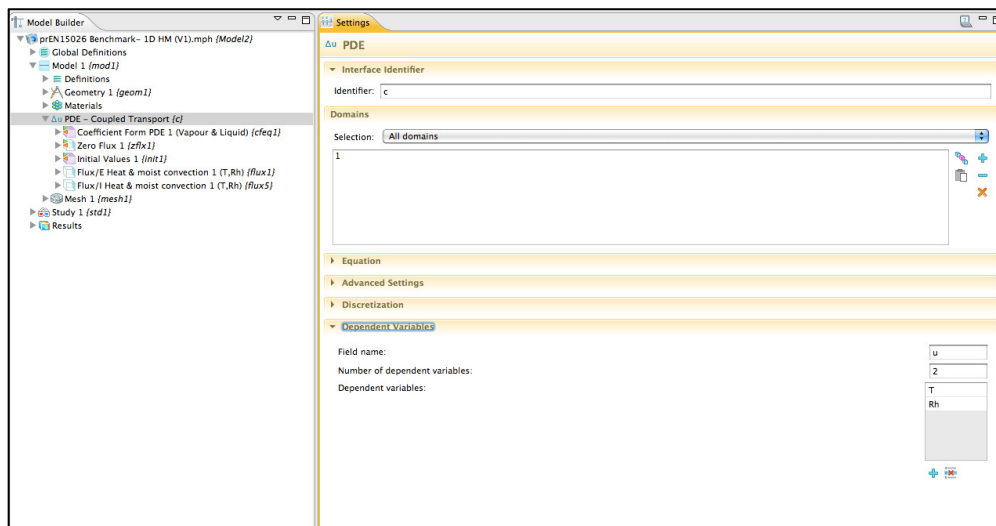 Model Builder
prEN15026 Benchmark- 1D HM (V1).mph {Model2}
Global Definitions
Model 1 {mod1}
Definitions
Geometry 1 {geom1}
Materials
Δu PDE - Coupled Transport {c}
Coefficient Form PDE 1 (Vapour & Liquid) {cfeq1}
Zero Flux 1 {zflx1}
Initial Values 1 {init1}
Flux/E Heat & moist convection 1 (T,Rh) {flux1}
Flux/I Heat & moist convection 1 (T,Rh) {flux5}
Mesh 1 {mesh1}
Study 1 {std1}
Results
Settings
Δu PDE
Interface Identifier
Identifier: c
Domains
Selection: All domains
1
Equation
Advanced Settings
Discretization
Dependent Variables
Field name: u
Number of dependent variables: 2
Dependent variables: T
Rh